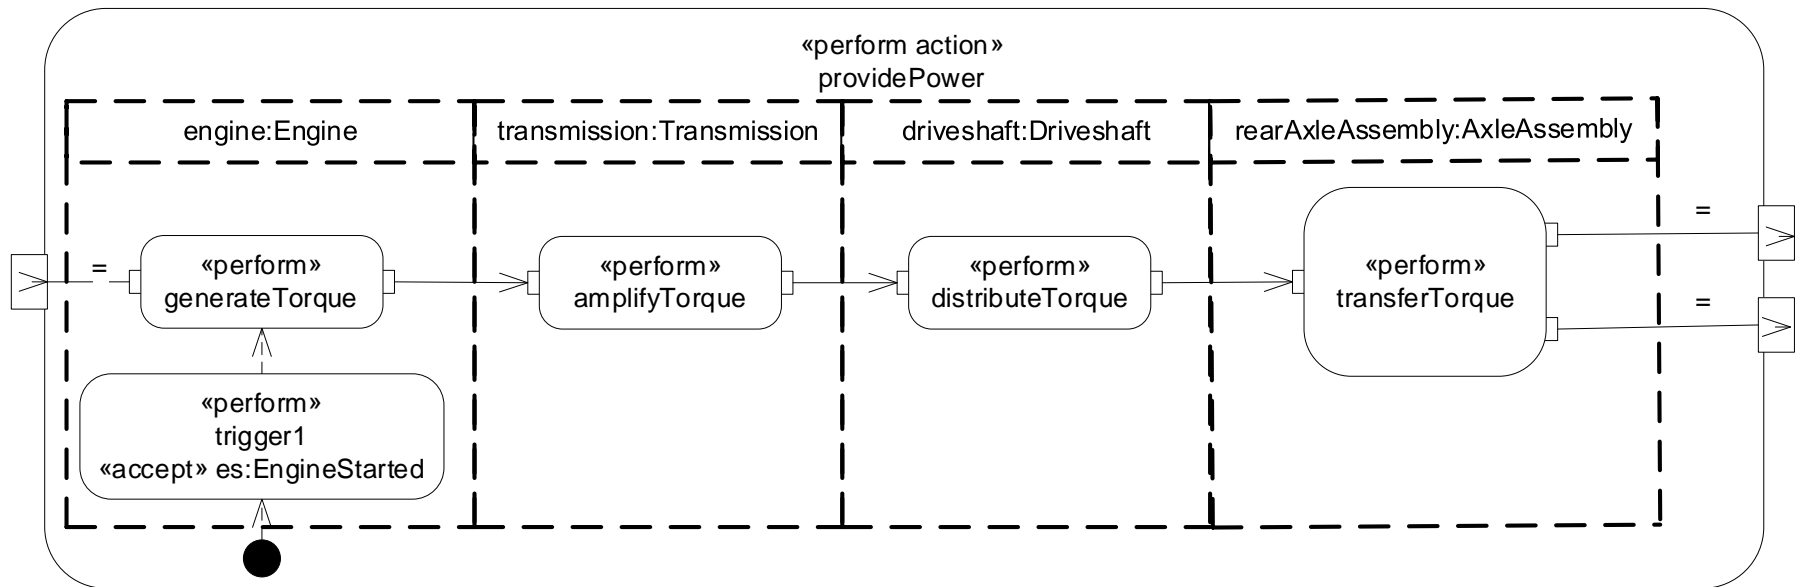 «perform action»
providePower
engine:Engine
transmission:Transmission
driveshaft:Driveshaft
rearAxleAssembly:AxleAssembly
=
«perform»
generateTorque
«perform»
amplifyTorque
«perform»
distributeTorque
«perform»
transferTorque
=
=
«perform»
trigger1
«accept» es:EngineStarted